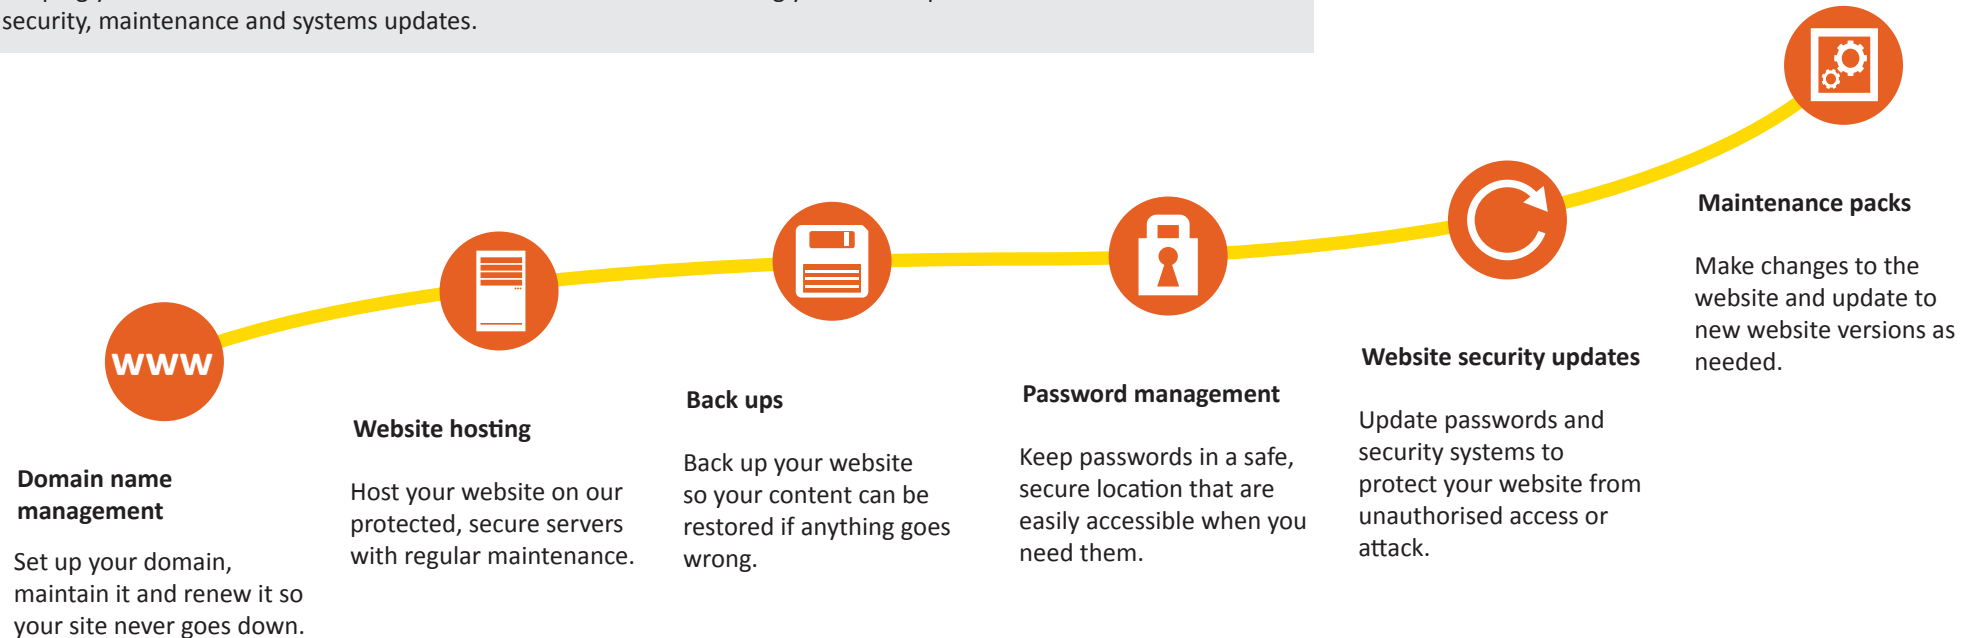 security, maintenance and systems updates.
www
Domain name
management
Set up your domain,
maintain it and renew it so
your site never goes down.
Website hosting
Host your website on our
protected, secure servers
with regular maintenance.
Back ups
Back up your website
so your content can be
restored if anything goes
wrong.
Password management
Keep passwords in a safe,
secure location that are
easily accessible when you
need them.
Website security updates
Update passwords and
security systems to
protect your website from
unauthorised access or
attack.
Maintenance packs
Make changes to the
website and update to
new website versions as
needed.